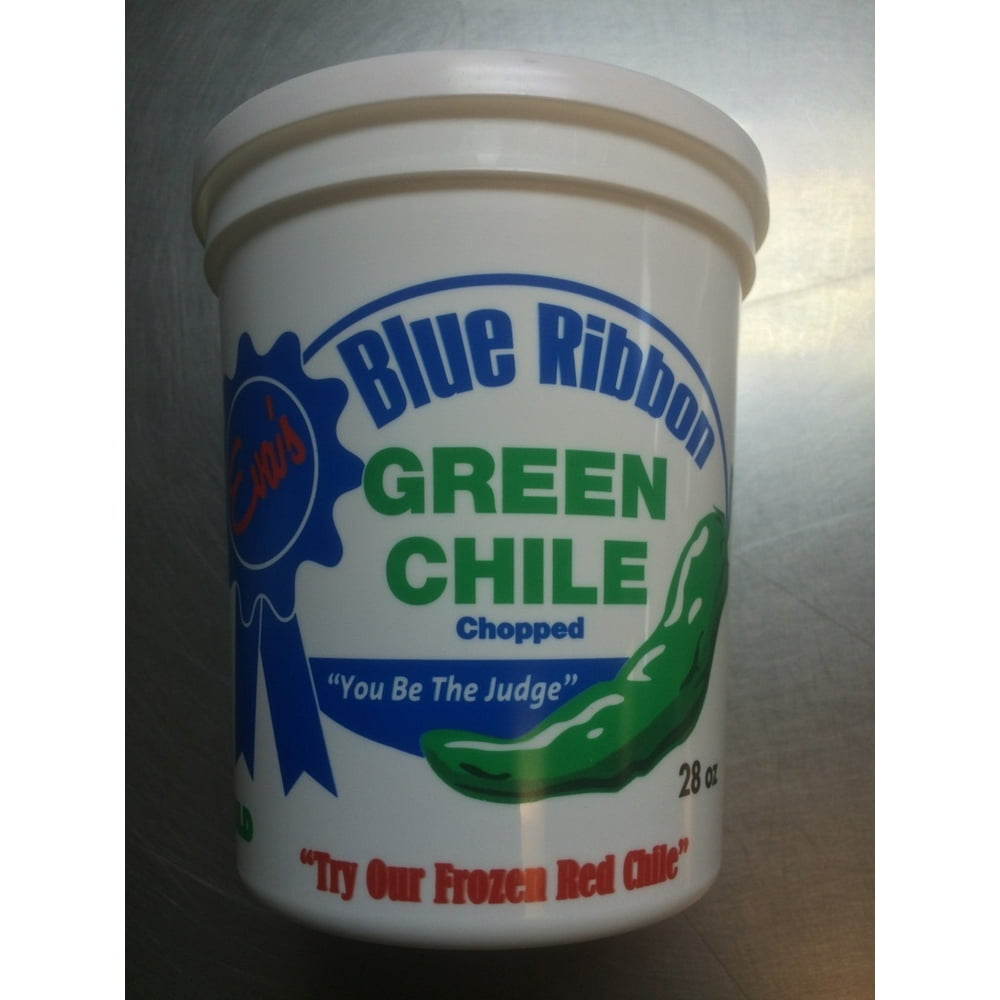 Blue Ribbon
Eva's
GREEN
CHILE
Chopped
“You Be The Judge”
28 oz
“Try Our Frozen Red Chile”